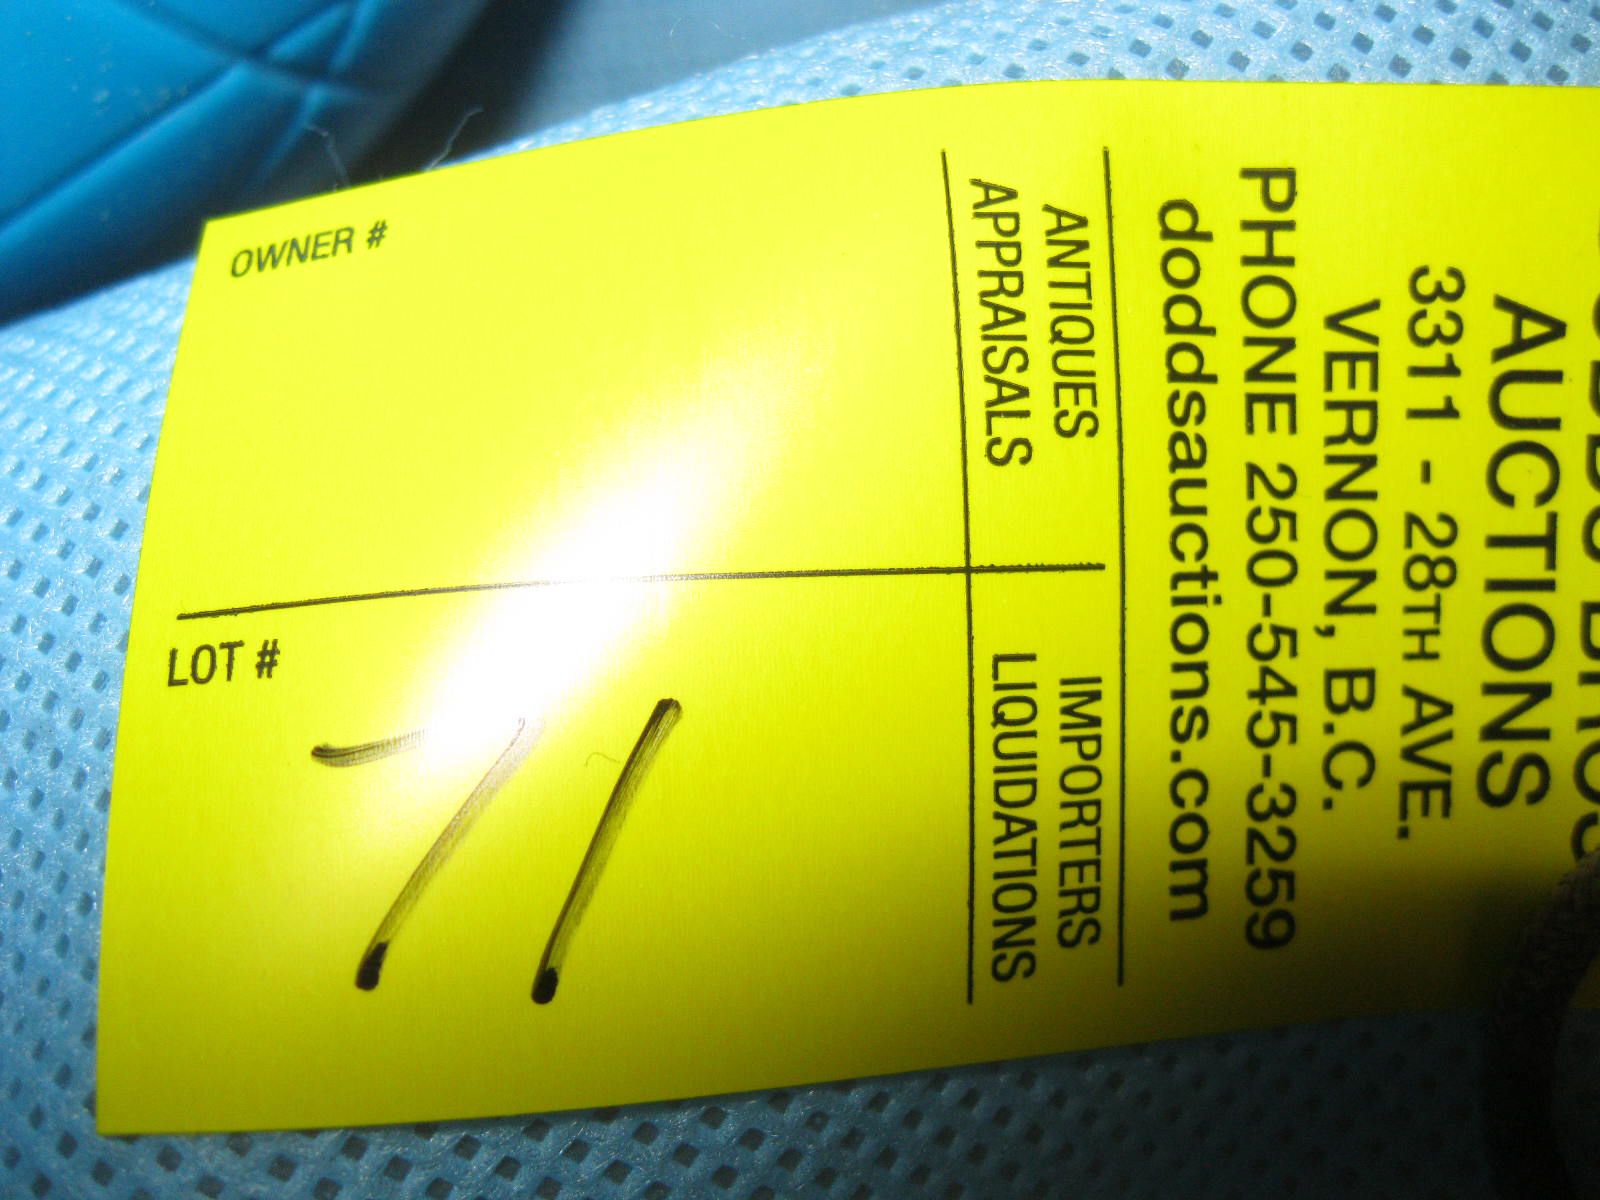 AUCTIONS
3311 - 28TH AVE.
VERNON, B.C.
PHONE 250-545-3259
doddsauctions.com
ANTIQUES
APPRAISALS
IMPORTERS
LIQUIDATIONS
OWNER #
LOT #
71